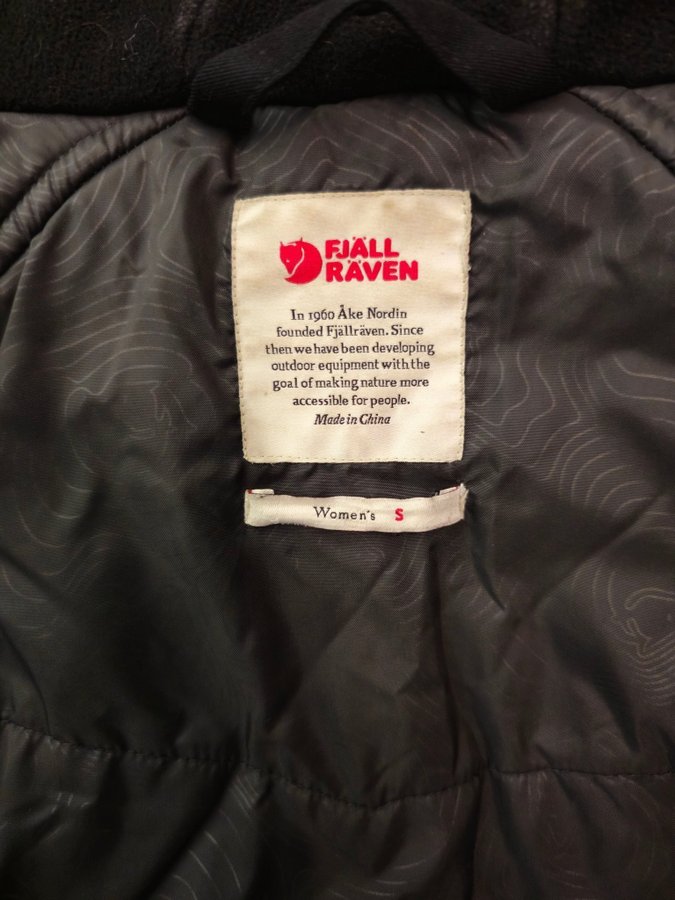 FJÄLL
RÄVEN
In 1960 Åke Nordin
founded Fjällräven. Since
then we have been developing
outdoor equipment with the
goal of making nature more
accessible for people.
Made in China
Women's S